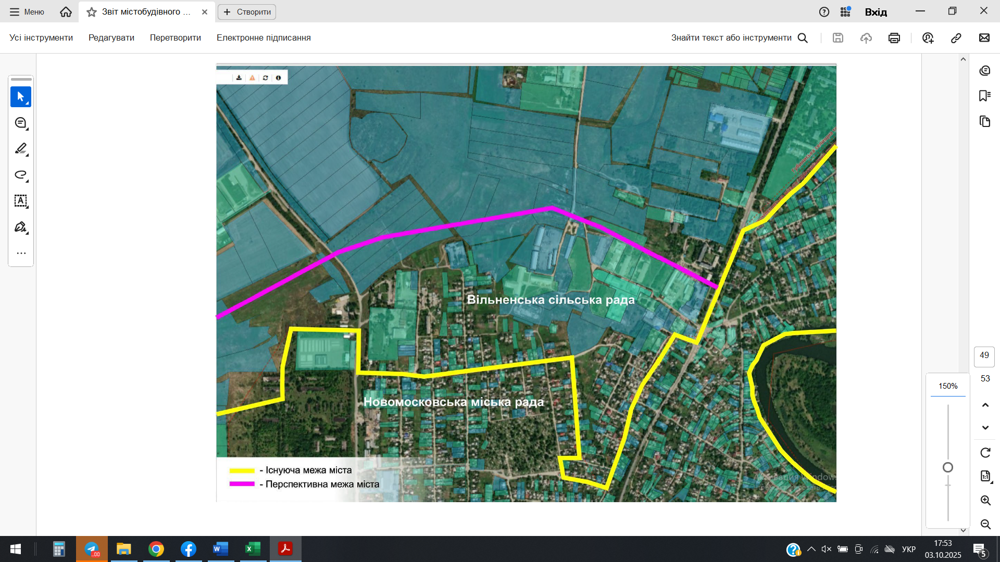 Меню
Звіт містобудівного ...
Створити
Вхід
Усі інструменти
Редагувати
Перетворити
Електронне підписання
Знайти текст або інструменти
Вільненська сільська рада
Новомосковська міська рада
- Існуюча межа міста
- Перспективна межа міста
49
53
150%
УКР
17:53
03.10.2025
5